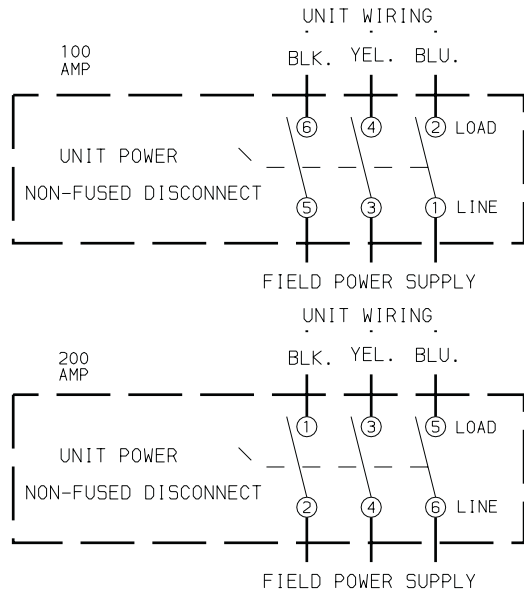 UNIT WIRING
100
AMP
BLK. YEL. BLU.
6 4 2 LOAD
UNIT POWER
NON-FUSED DISCONNECT
5 3 1 LINE
FIELD POWER SUPPLY
UNIT WIRING
200
AMP
BLK. YEL. BLU.
1 3 5 LOAD
UNIT POWER
NON-FUSED DISCONNECT
2 4 6 LINE
FIELD POWER SUPPLY